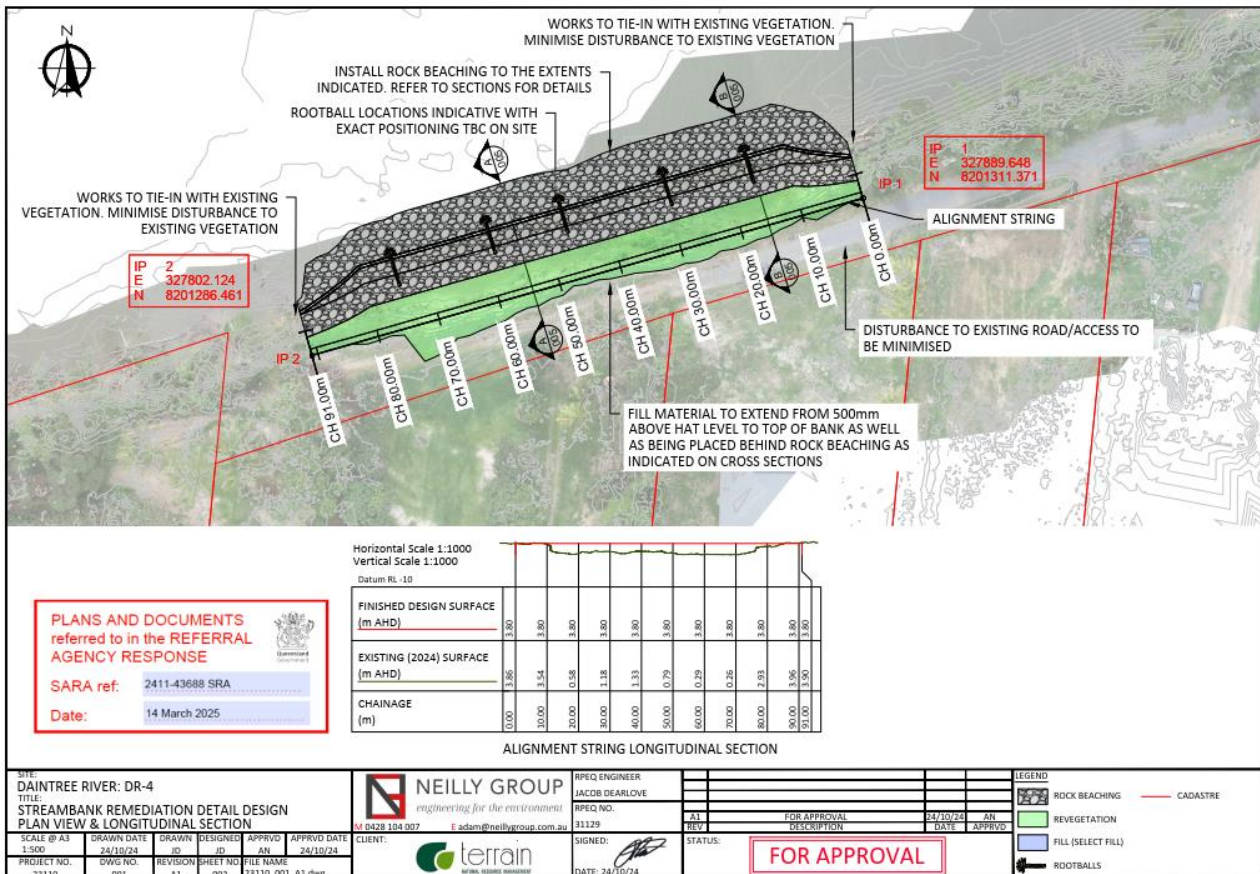 N
WORKS TO TIE-IN WITH EXISTING VEGETATION.
MINIMISE DISTURBANCE TO EXISTING VEGETATION
INSTALL ROCK BEACHING TO THE EXTENTS
INDICATED. REFER TO SECTIONS FOR DETAILS
ROOTBALL LOCATIONS INDICATIVE WITH
EXACT POSITIONING TBC ON SITE
WORKS TO TIE-IN WITH EXISTING
VEGETATION. MINIMISE DISTURBANCE TO
EXISTING VEGETATION
A
005
B
005
IP 1
E 327889.648
N 8201311.371
IP 1
ALIGNMENT STRING
IP 2
E 327802.124
N 8201286.461
IP 2
CH 91.00m
CH 80.00m
CH 70.00m
CH 60.00m
CH 50.00m
CH 40.00m
CH 30.00m
CH 20.00m
CH 10.00m
CH 0.00m
A
005
B
005
DISTURBANCE TO EXISTING ROAD/ACCESS TO
BE MINIMISED
FILL MATERIAL TO EXTEND FROM 500mm
ABOVE HAT LEVEL TO TOP OF BANK AS WELL
AS BEING PLACED BEHIND ROCK BEACHING AS
INDICATED ON CROSS SECTIONS
Horizontal Scale 1:1000
Vertical Scale 1:1000
Datum RL -10
FINISHED DESIGN SURFACE
(m AHD)
3.80 3.80 3.80 3.80 3.80 3.80 3.80 3.80 3.80 3.80 3.80
EXISTING (2024) SURFACE
(m AHD)
3.86 3.54 0.58 1.18 1.33 0.79 0.29 0.26 2.93 3.96 3.90
CHAINAGE
(m)
0.00 10.00 20.00 30.00 40.00 50.00 60.00 70.00 80.00 90.00 91.00
ALIGNMENT STRING LONGITUDINAL SECTION
PLANS AND DOCUMENTS
referred to in the REFERRAL
AGENCY RESPONSE
Queensland
Government
SARA ref: 2411-43688 SRA
Date: 14 March 2025
SITE:
DAINTREE RIVER: DR-4
TITLE:
STREAMBANK REMEDIATION DETAIL DESIGN
PLAN VIEW & LONGITUDINAL SECTION
SCALE @ A3 DRAWN DATE DRAWN DESIGNED APPRVD APPRVD DATE
1:500 24/10/24 JD JD AN 24/10/24
PROJECT NO. DWG NO. REVISION SHEET NO. FILE NAME
23110 001 A1 003 23110_001_A1.dwg
NEILLY GROUP
engineering for the environment
M 0428 104 007 E adam@neillygroup.com.au
CLIENT:
terrain
NATURAL RESOURCE MANAGEMENT
RPEQ ENGINEER
JACOB DEARLOVE
RPEQ NO.
31129
SIGNED:
DATE: 24/10/24
A1 FOR APPROVAL 24/10/24 AN
REV DESCRIPTION DATE APPRVD
STATUS:
FOR APPROVAL
LEGEND
ROCK BEACHING
CADASTRE
REVEGETATION
FILL (SELECT FILL)
ROOTBALLS